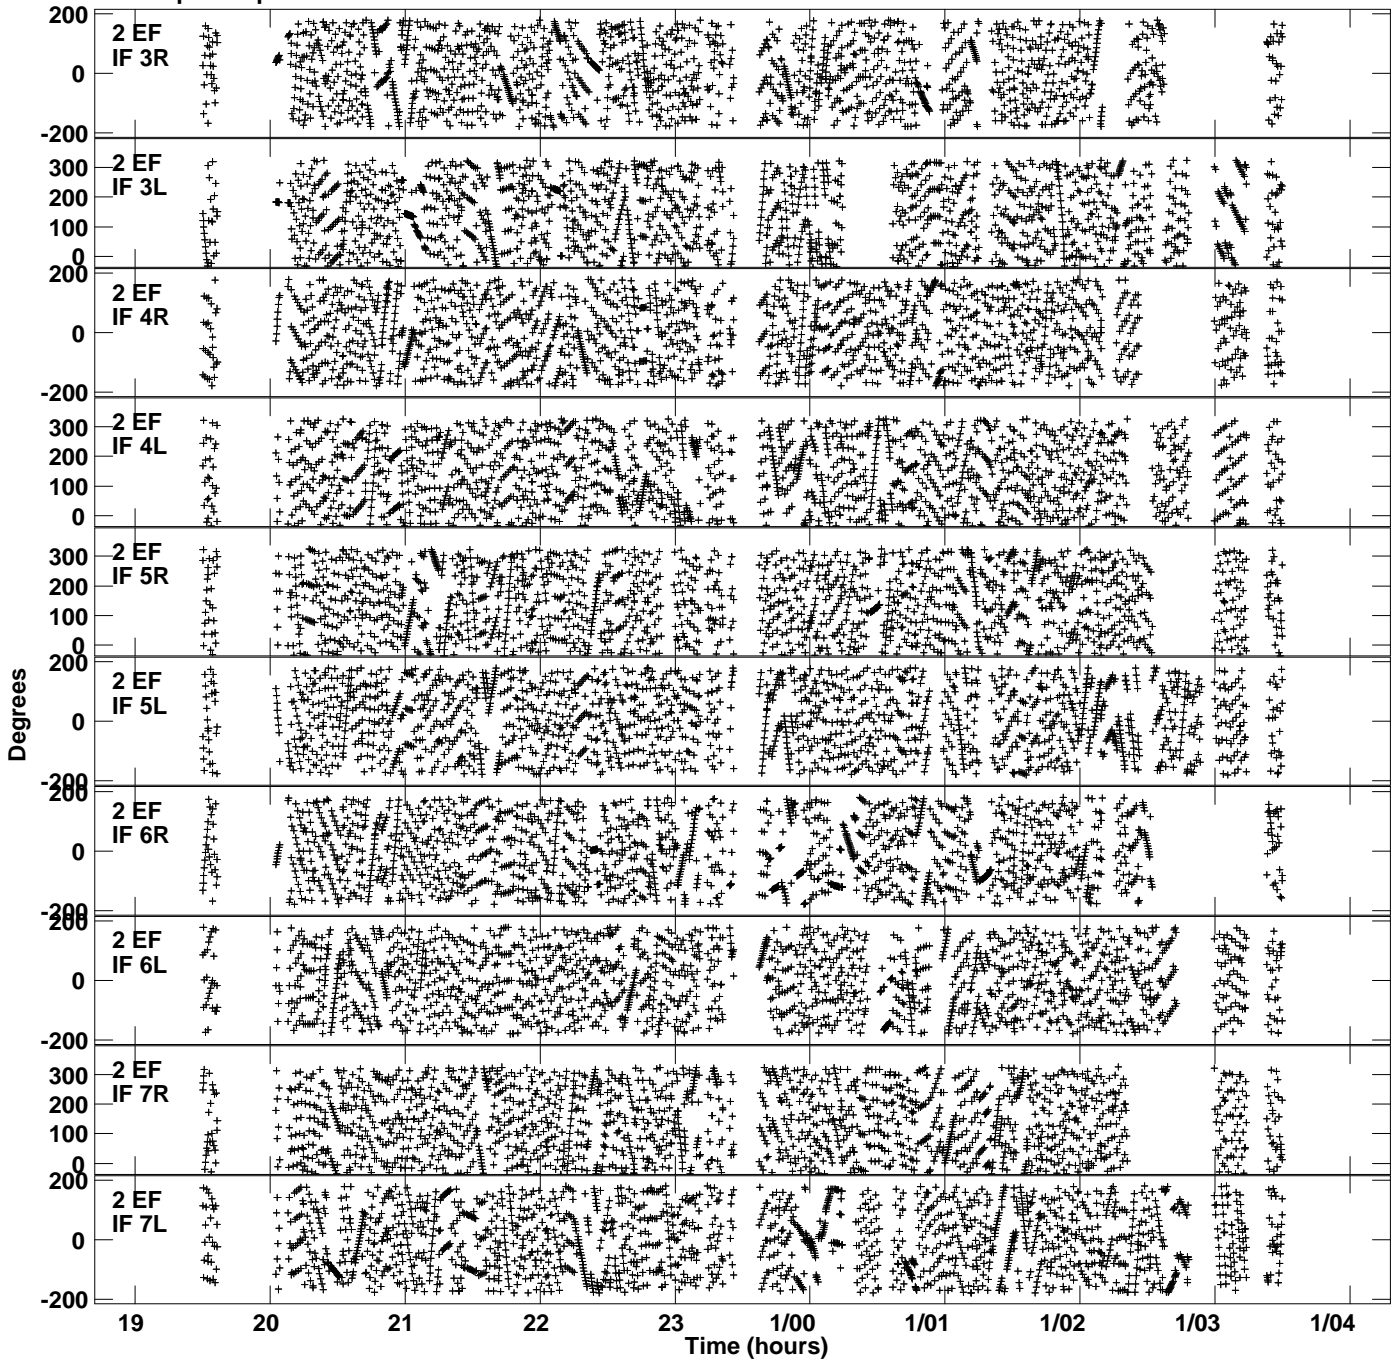 200
2 EF
IF 3R
0
-200
2 EF
300
IF 3L
200
100
0
200
2 EF
IF 4R
0
-200
2 EF
300
IF 4L
200
100
0
2 EF
300
IF 5R
200
100
0
200
2 EF
IF 5L
0
-200
200
2 EF
IF 6R
0
-200
200
2 EF
IF 6L
0
-200
2 EF
300
IF 7R
200
100
0
200
2 EF
IF 7L
0
-200
Degrees
19 20 21 22 23 1/00 1/01 1/02 1/03 1/04
Time (hours)